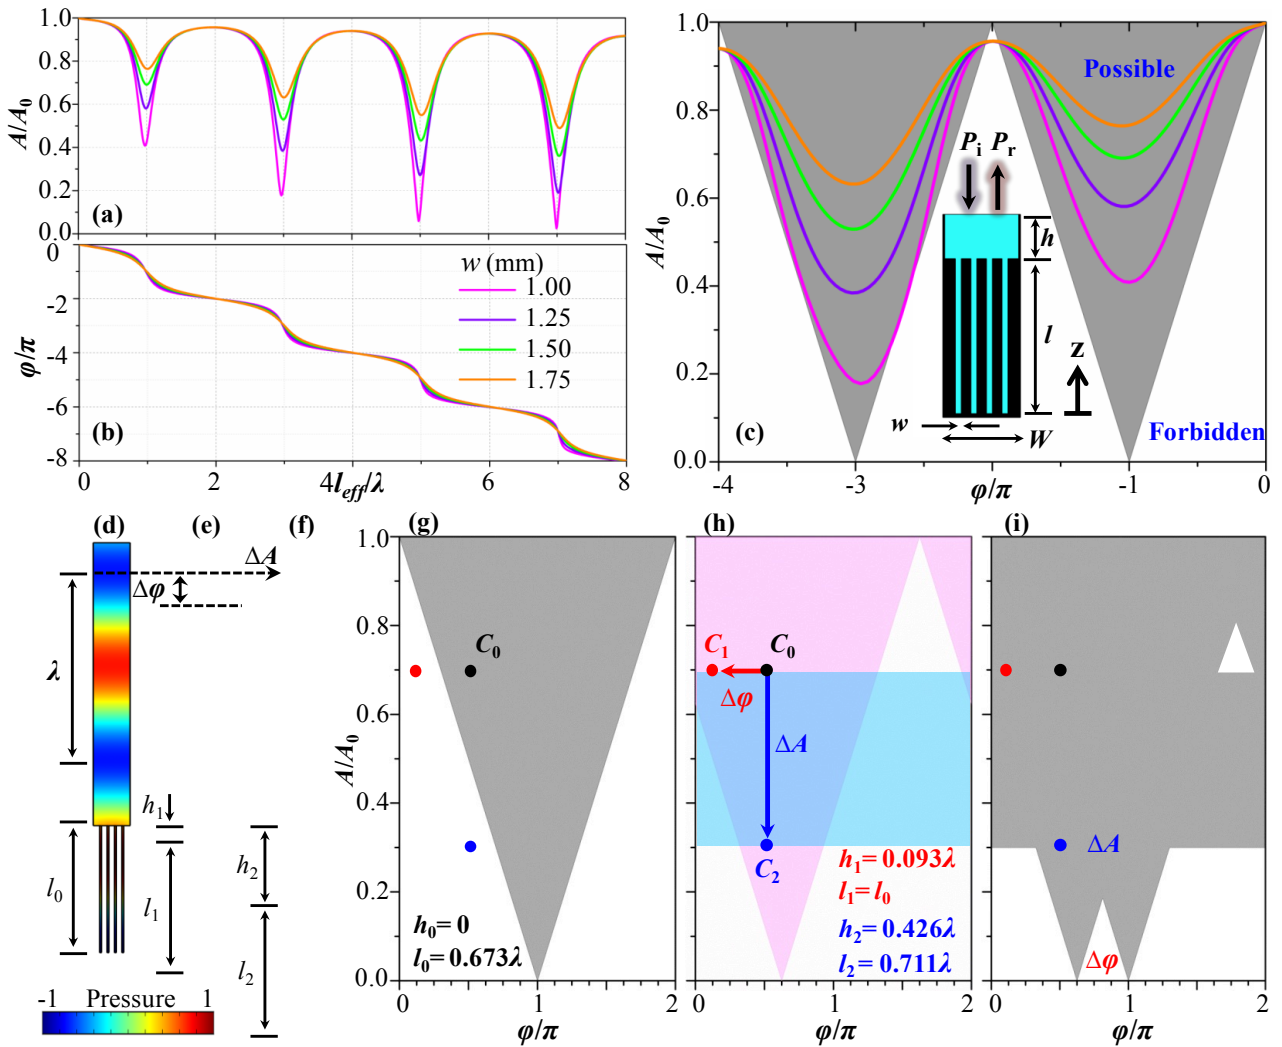 A/A0
1.0
0.8
0.6
0.4
0.2
0.0
(a)
φ/π
0
-2
-4
-6
-8
w (mm)
1.00
1.25
1.50
1.75
(b)
0
2
4leff/λ
6
8
A/A0
1.0
0.8
0.6
0.4
0.2
0.0
Possible
Pi
Pr
h
l
z
w
W
(c)
Forbidden
-4
-3
φ/π
-1
0
(d)
(e)
(f)
ΔA
Δφ
λ
h1
l0
l1
h2
l2
-1
Pressure
1
(g)
A/A0
1.0
0.8
0.6
0.4
0.2
0.0
C0
h0= 0
l0= 0.673λ
0
1
2
φ/π
(h)
C1
C0
Δφ
ΔA
C2
h1= 0.093λ
l1= l0
h2= 0.426λ
l2= 0.711λ
0
1
2
φ/π
(i)
ΔA
Δφ
0
1
2
φ/π